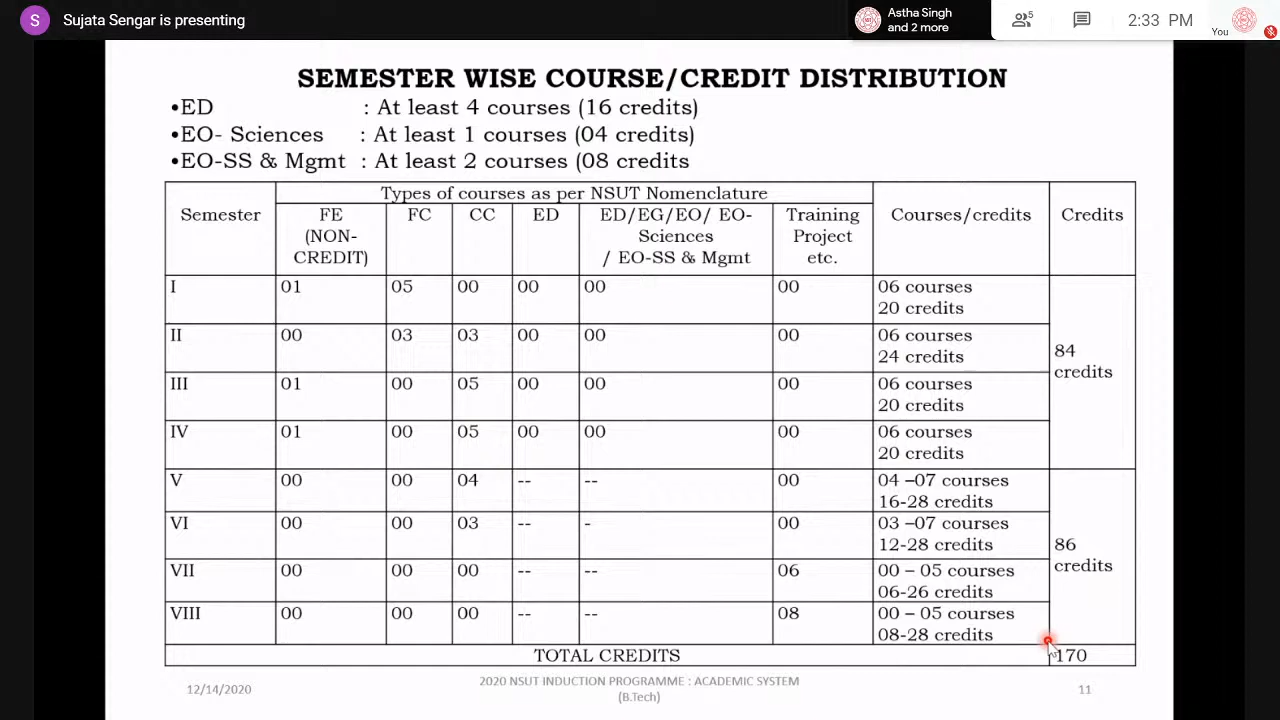 S Sujata Sengar is presenting
Astha Singh
and 2 more
5
2:33 PM
You
SEMESTER WISE COURSE/CREDIT DISTRIBUTION
•ED : At least 4 courses (16 credits)
•EO- Sciences : At least 1 courses (04 credits)
•EO-SS & Mgmt : At least 2 courses (08 credits
Types of courses as per NSUT Nomenclature
Semester FE FC CC ED ED/EG/EO/ EO- Training Courses/credits Credits
(NON- Sciences Project
CREDIT) / EO-SS & Mgmt etc.
I 01 05 00 00 00 00 06 courses
20 credits
II 00 03 03 00 00 00 06 courses
24 credits
84
credits
III 01 00 05 00 00 00 06 courses
20 credits
IV 01 00 05 00 00 00 06 courses
20 credits
V 00 00 04 -- -- 00 04 –07 courses
16-28 credits
VI 00 00 03 -- - 00 03 –07 courses
12-28 credits
86
credits
VII 00 00 00 -- -- 06 00 – 05 courses
06-26 credits
VIII 00 00 00 -- -- 08 00 – 05 courses
08-28 credits
TOTAL CREDITS 170
12/14/2020 2020 NSUT INDUCTION PROGRAMME : ACADEMIC SYSTEM 11
(B.Tech)